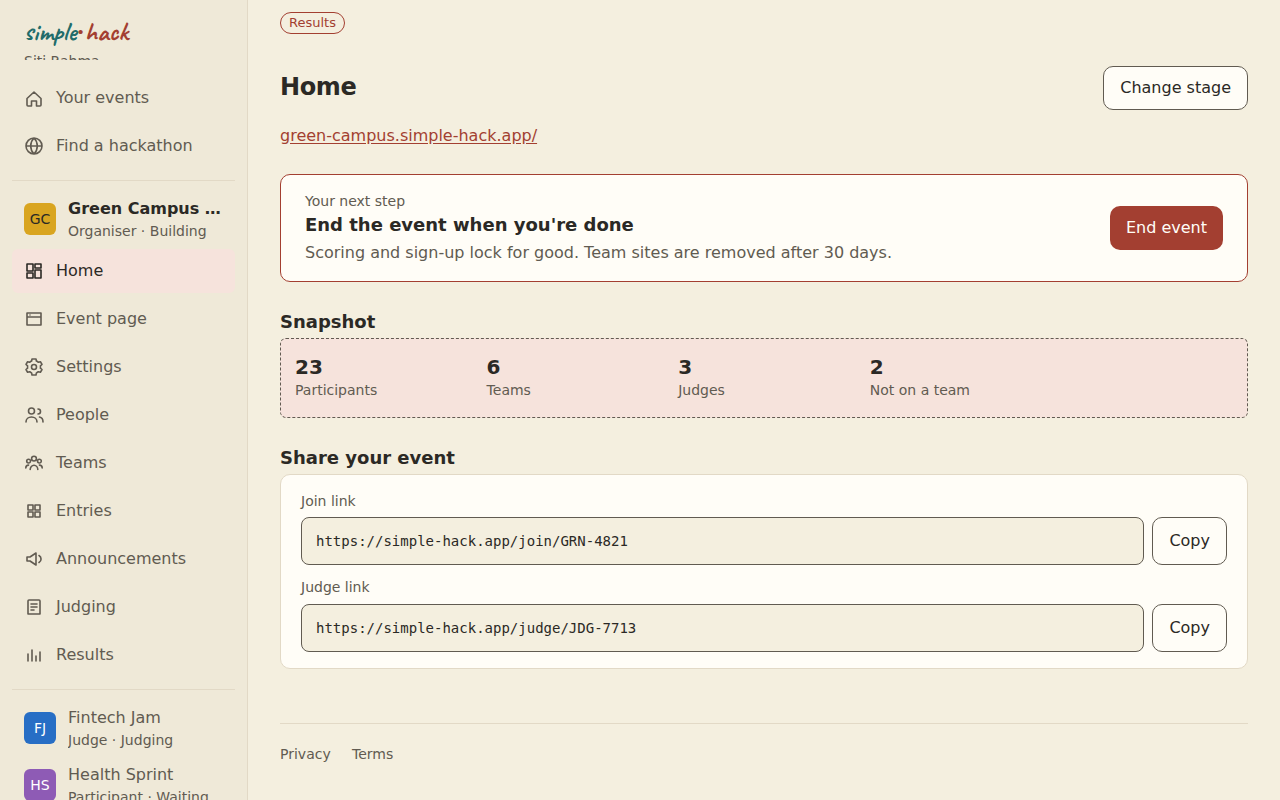 simple·hack
Your events
Find a hackathon
GC
Green Campus ...
Organiser · Building
Home
Event page
Settings
People
Teams
Entries
Announcements
Judging
Results
FJ
Fintech Jam
Judge · Judging
HS
Health Sprint
Participant · Waiting
Results
Home
Change stage
green-campus.simple-hack.app/
Your next step
End the event when you're done
Scoring and sign-up lock for good. Team sites are removed after 30 days.
End event
Snapshot
23
Participants
6
Teams
3
Judges
2
Not on a team
Share your event
Join link
https://simple-hack.app/join/GRN-4821
Copy
Judge link
https://simple-hack.app/judge/JDG-7713
Copy
Privacy
Terms